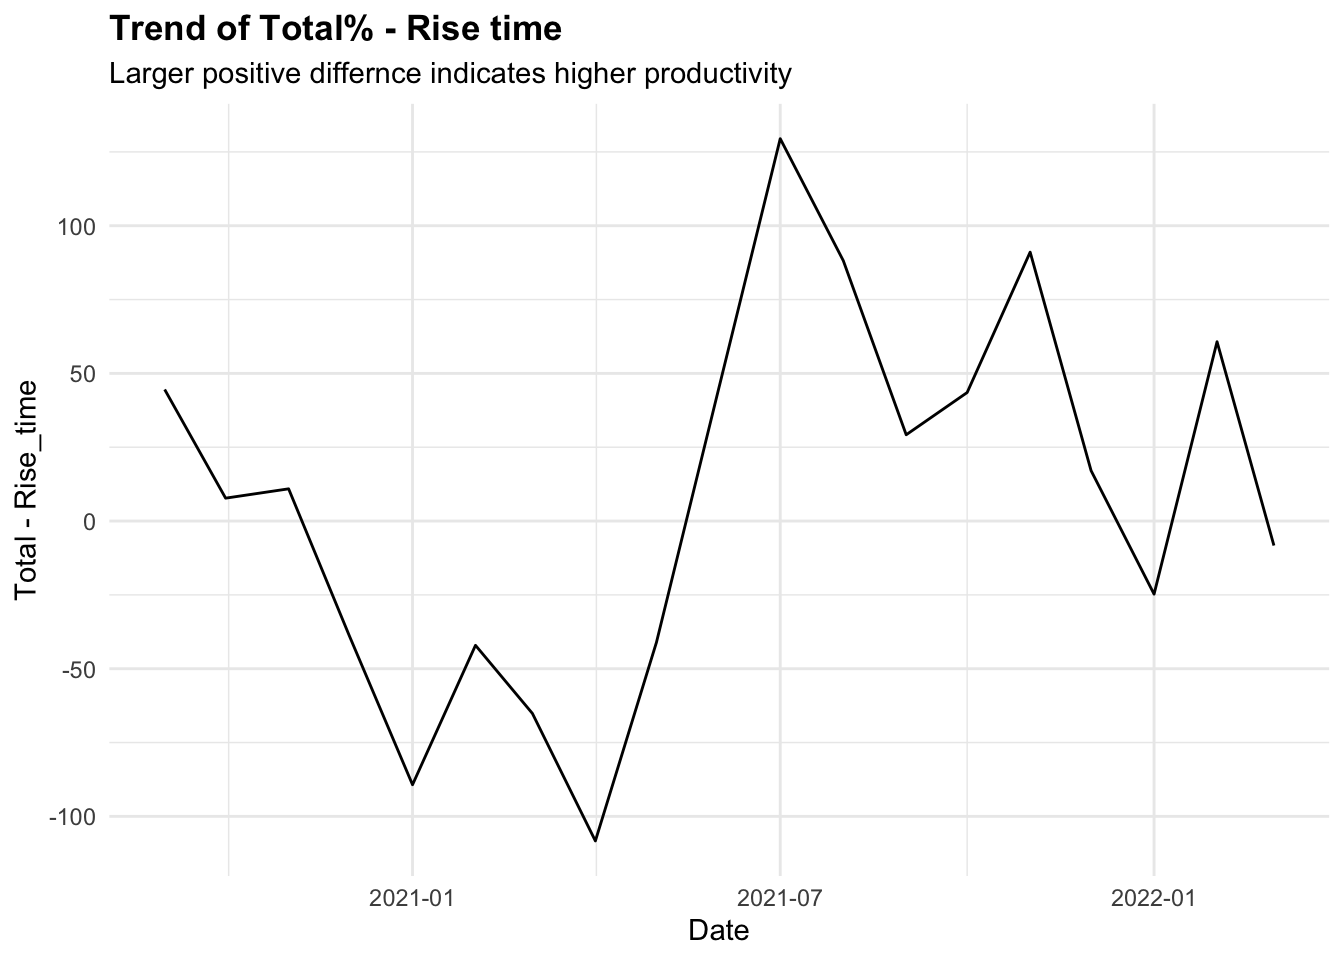 Trend of Total% - Rise time
Larger positive differnce indicates higher productivity
100
50
0
-50
-100
Total - Rise_time
2021-01
2021-07
2022-01
Date